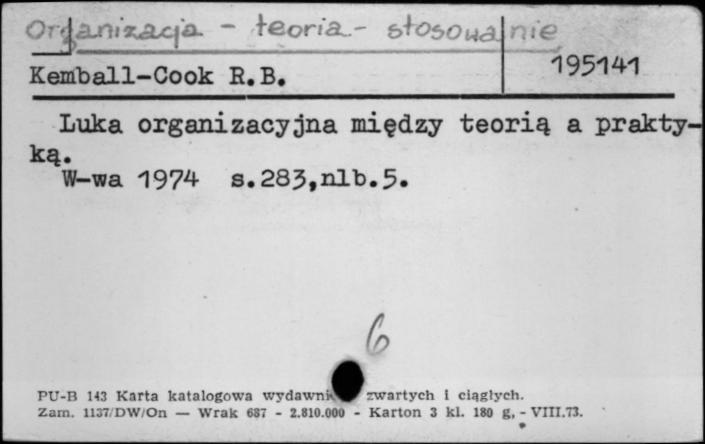 Organizacja - teoria - stosowanie
Kemball-Cook R.B.
195141
Luka organizacyjna między teorią a prakty-
ką.
W-wa 1974 s.283,nlb.5.
6
PU-B 143 Karta katalogowa wydawni zwartych i ciągłych.
Zam. 1137/DW/On — Wrak 687 - 2.810.000 - Karton 3 kl. 180 g, - VIII.73.